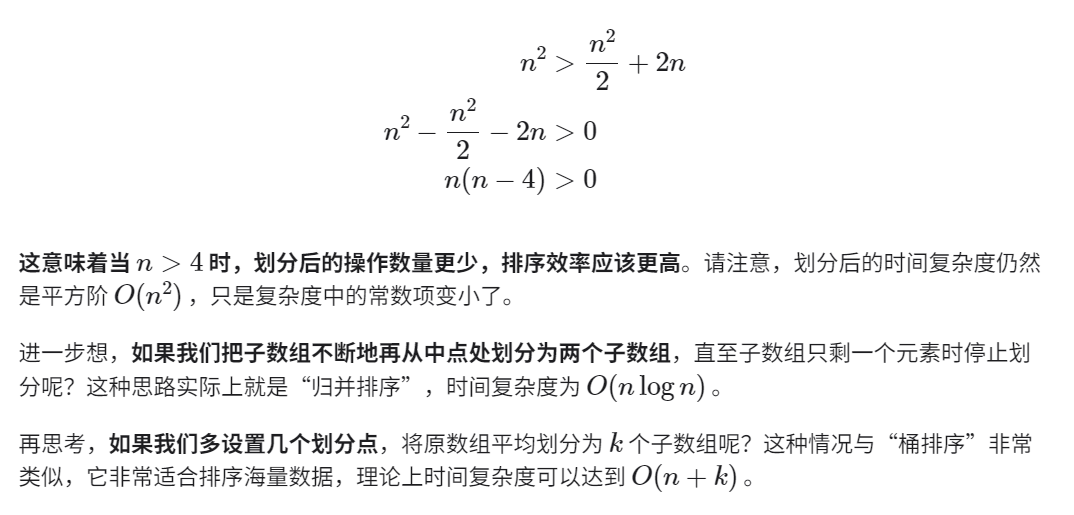 n² > n²/2 + 2n
n² − n²/2 − 2n > 0
n(n − 4) > 0
这意味着当 n > 4 时，划分后的操作数量更少，排序效率应该更高。请注意，划分后的时间复杂度仍然
是平方阶 O(n²) ，只是复杂度中的常数项变小了。
进一步想，如果我们把子数组不断地再从中点处划分为两个子数组，直至子数组只剩一个元素时停止划
分呢？这种思路实际上就是“归并排序”，时间复杂度为 O(n log n) 。
再思考，如果我们多设置几个划分点，将原数组平均划分为 k 个子数组呢？这种情况与“桶排序”非常
类似，它非常适合排序海量数据，理论上时间复杂度可以达到 O(n + k) 。